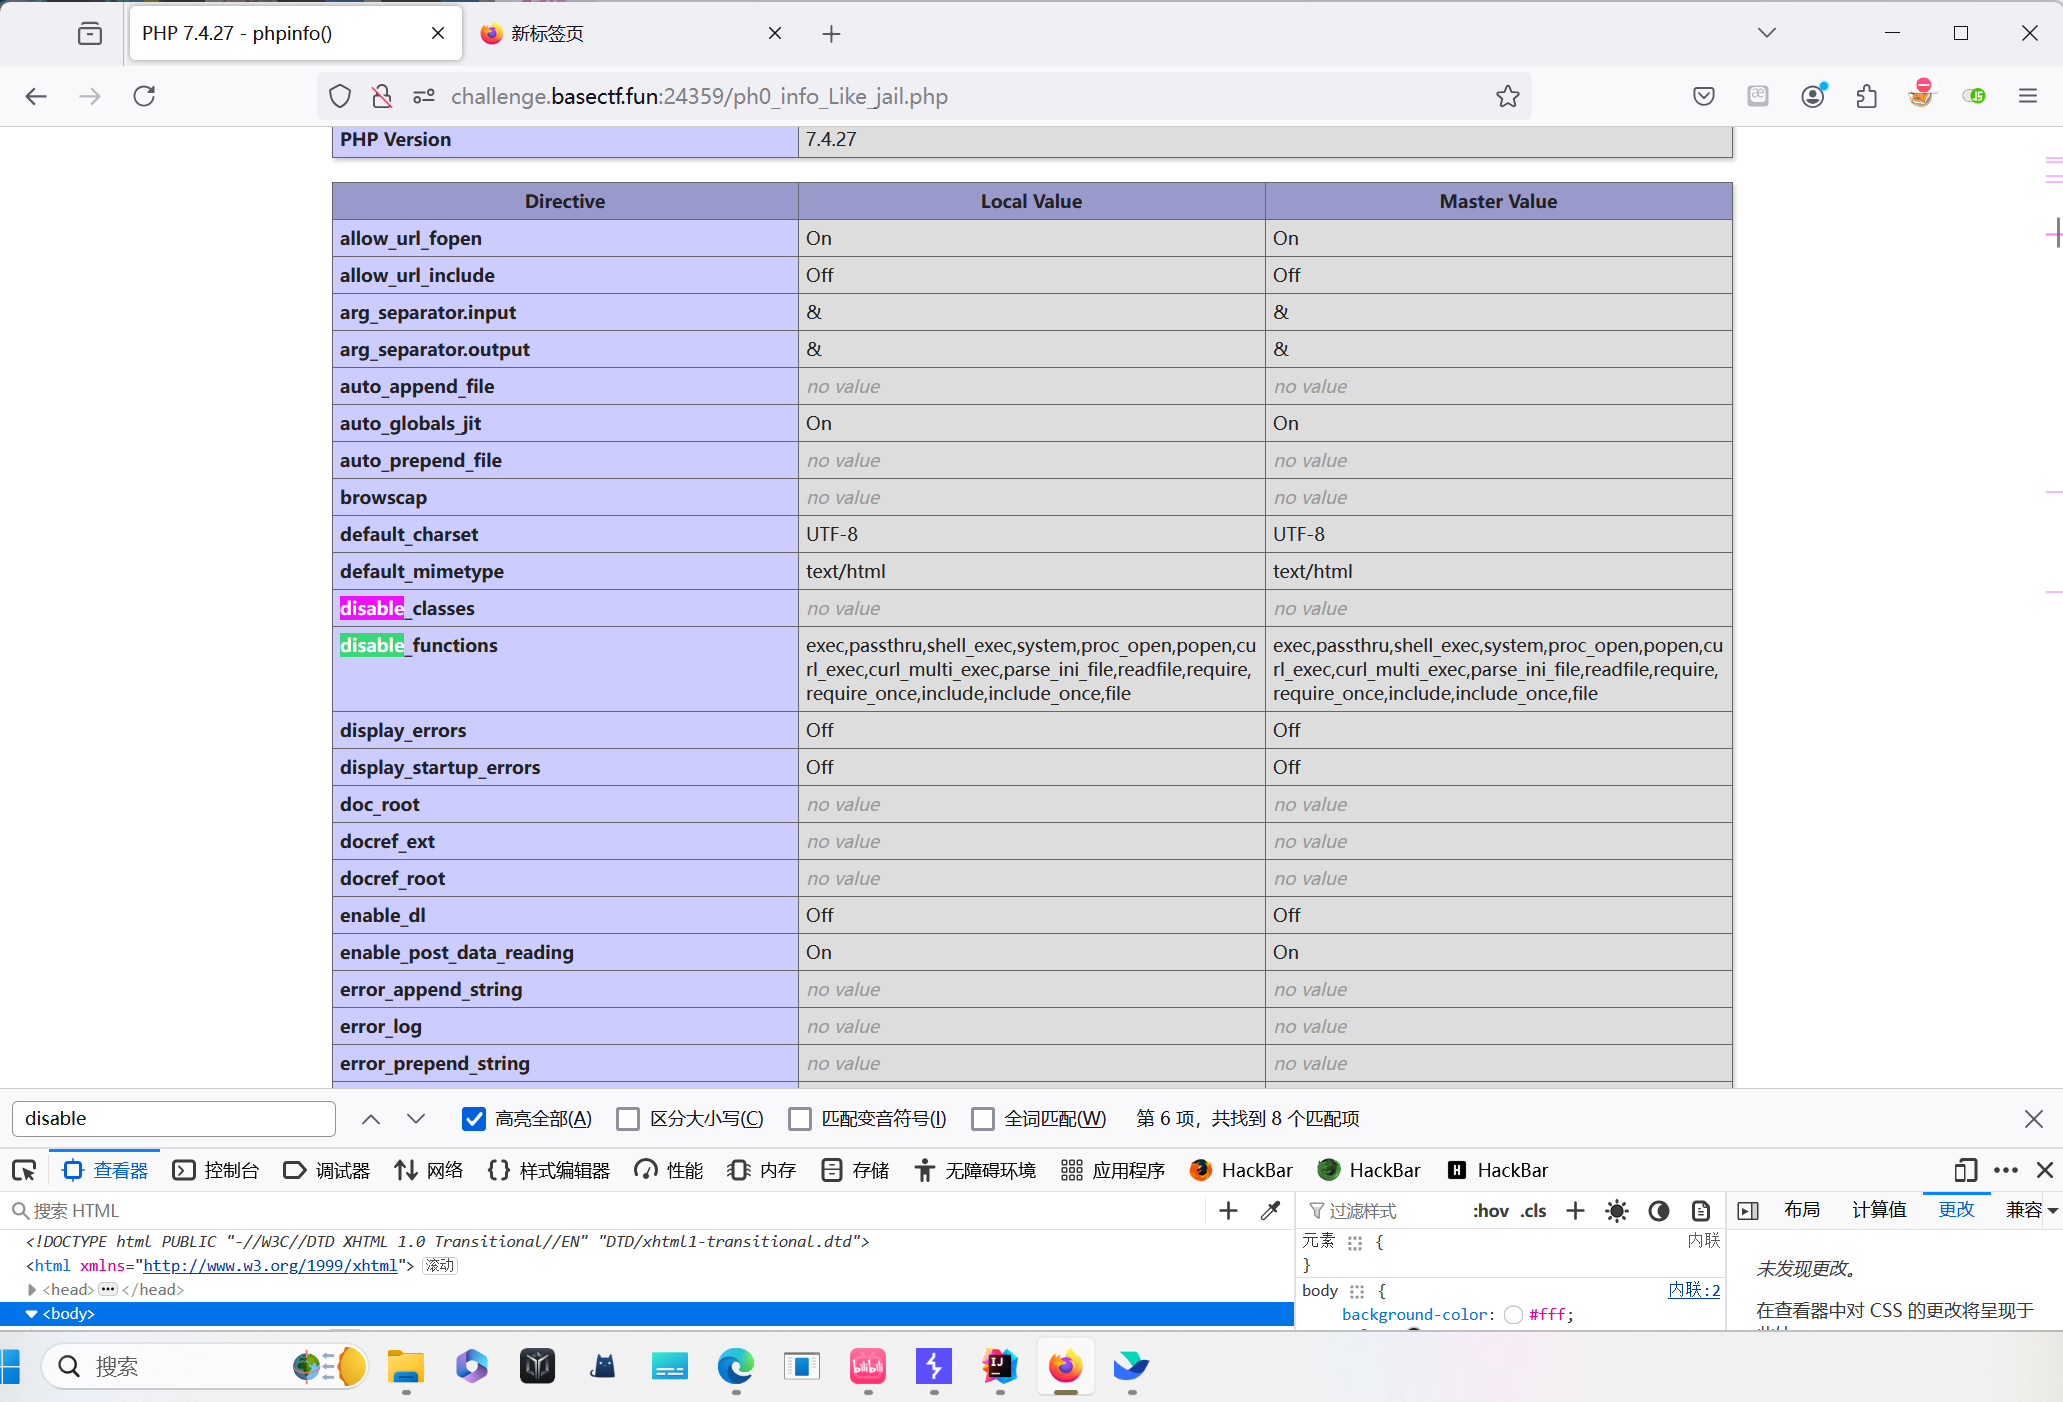 PHP 7.4.27 - phpinfo()
新标签页
challenge.basectf.fun:24359/ph0_info_Like_jail.php
PHP Version 7.4.27
Directive Local Value Master Value
allow_url_fopen On On
allow_url_include Off Off
arg_separator.input & &
arg_separator.output & &
auto_append_file no value no value
auto_globals_jit On On
auto_prepend_file no value no value
browscap no value no value
default_charset UTF-8 UTF-8
default_mimetype text/html text/html
disable_classes no value no value
disable_functions exec,passthru,shell_exec,system,proc_open,popen,cu exec,passthru,shell_exec,system,proc_open,popen,cu
rl_exec,curl_multi_exec,parse_ini_file,readfile,require, rl_exec,curl_multi_exec,parse_ini_file,readfile,require,
require_once,include,include_once,file require_once,include,include_once,file
display_errors Off Off
display_startup_errors Off Off
doc_root no value no value
docref_ext no value no value
docref_root no value no value
enable_dl Off Off
enable_post_data_reading On On
error_append_string no value no value
error_log no value no value
error_prepend_string no value no value
disable 高亮全部(A) 区分大小写(C) 匹配变音符号(I) 全词匹配(W) 第 6 项，共找到 8 个匹配项
查看器 控制台 调试器 网络 样式编辑器 性能 内存 存储 无障碍环境 应用程序 HackBar HackBar HackBar
搜索 HTML 过滤样式 :hov .cls 布局 计算值 更改 兼容
<!DOCTYPE html PUBLIC "-//W3C//DTD XHTML 1.0 Transitional//EN" "DTD/xhtml1-transitional.dtd">
<html xmlns="http://www.w3.org/1999/xhtml"> 滚动
<head> ••• </head>
<body>
元素 { 内联
}
body { 内联:2
background-color: #fff;
未发现更改。
在查看器中对 CSS 的更改将呈现于
搜索
bilibili
IJ